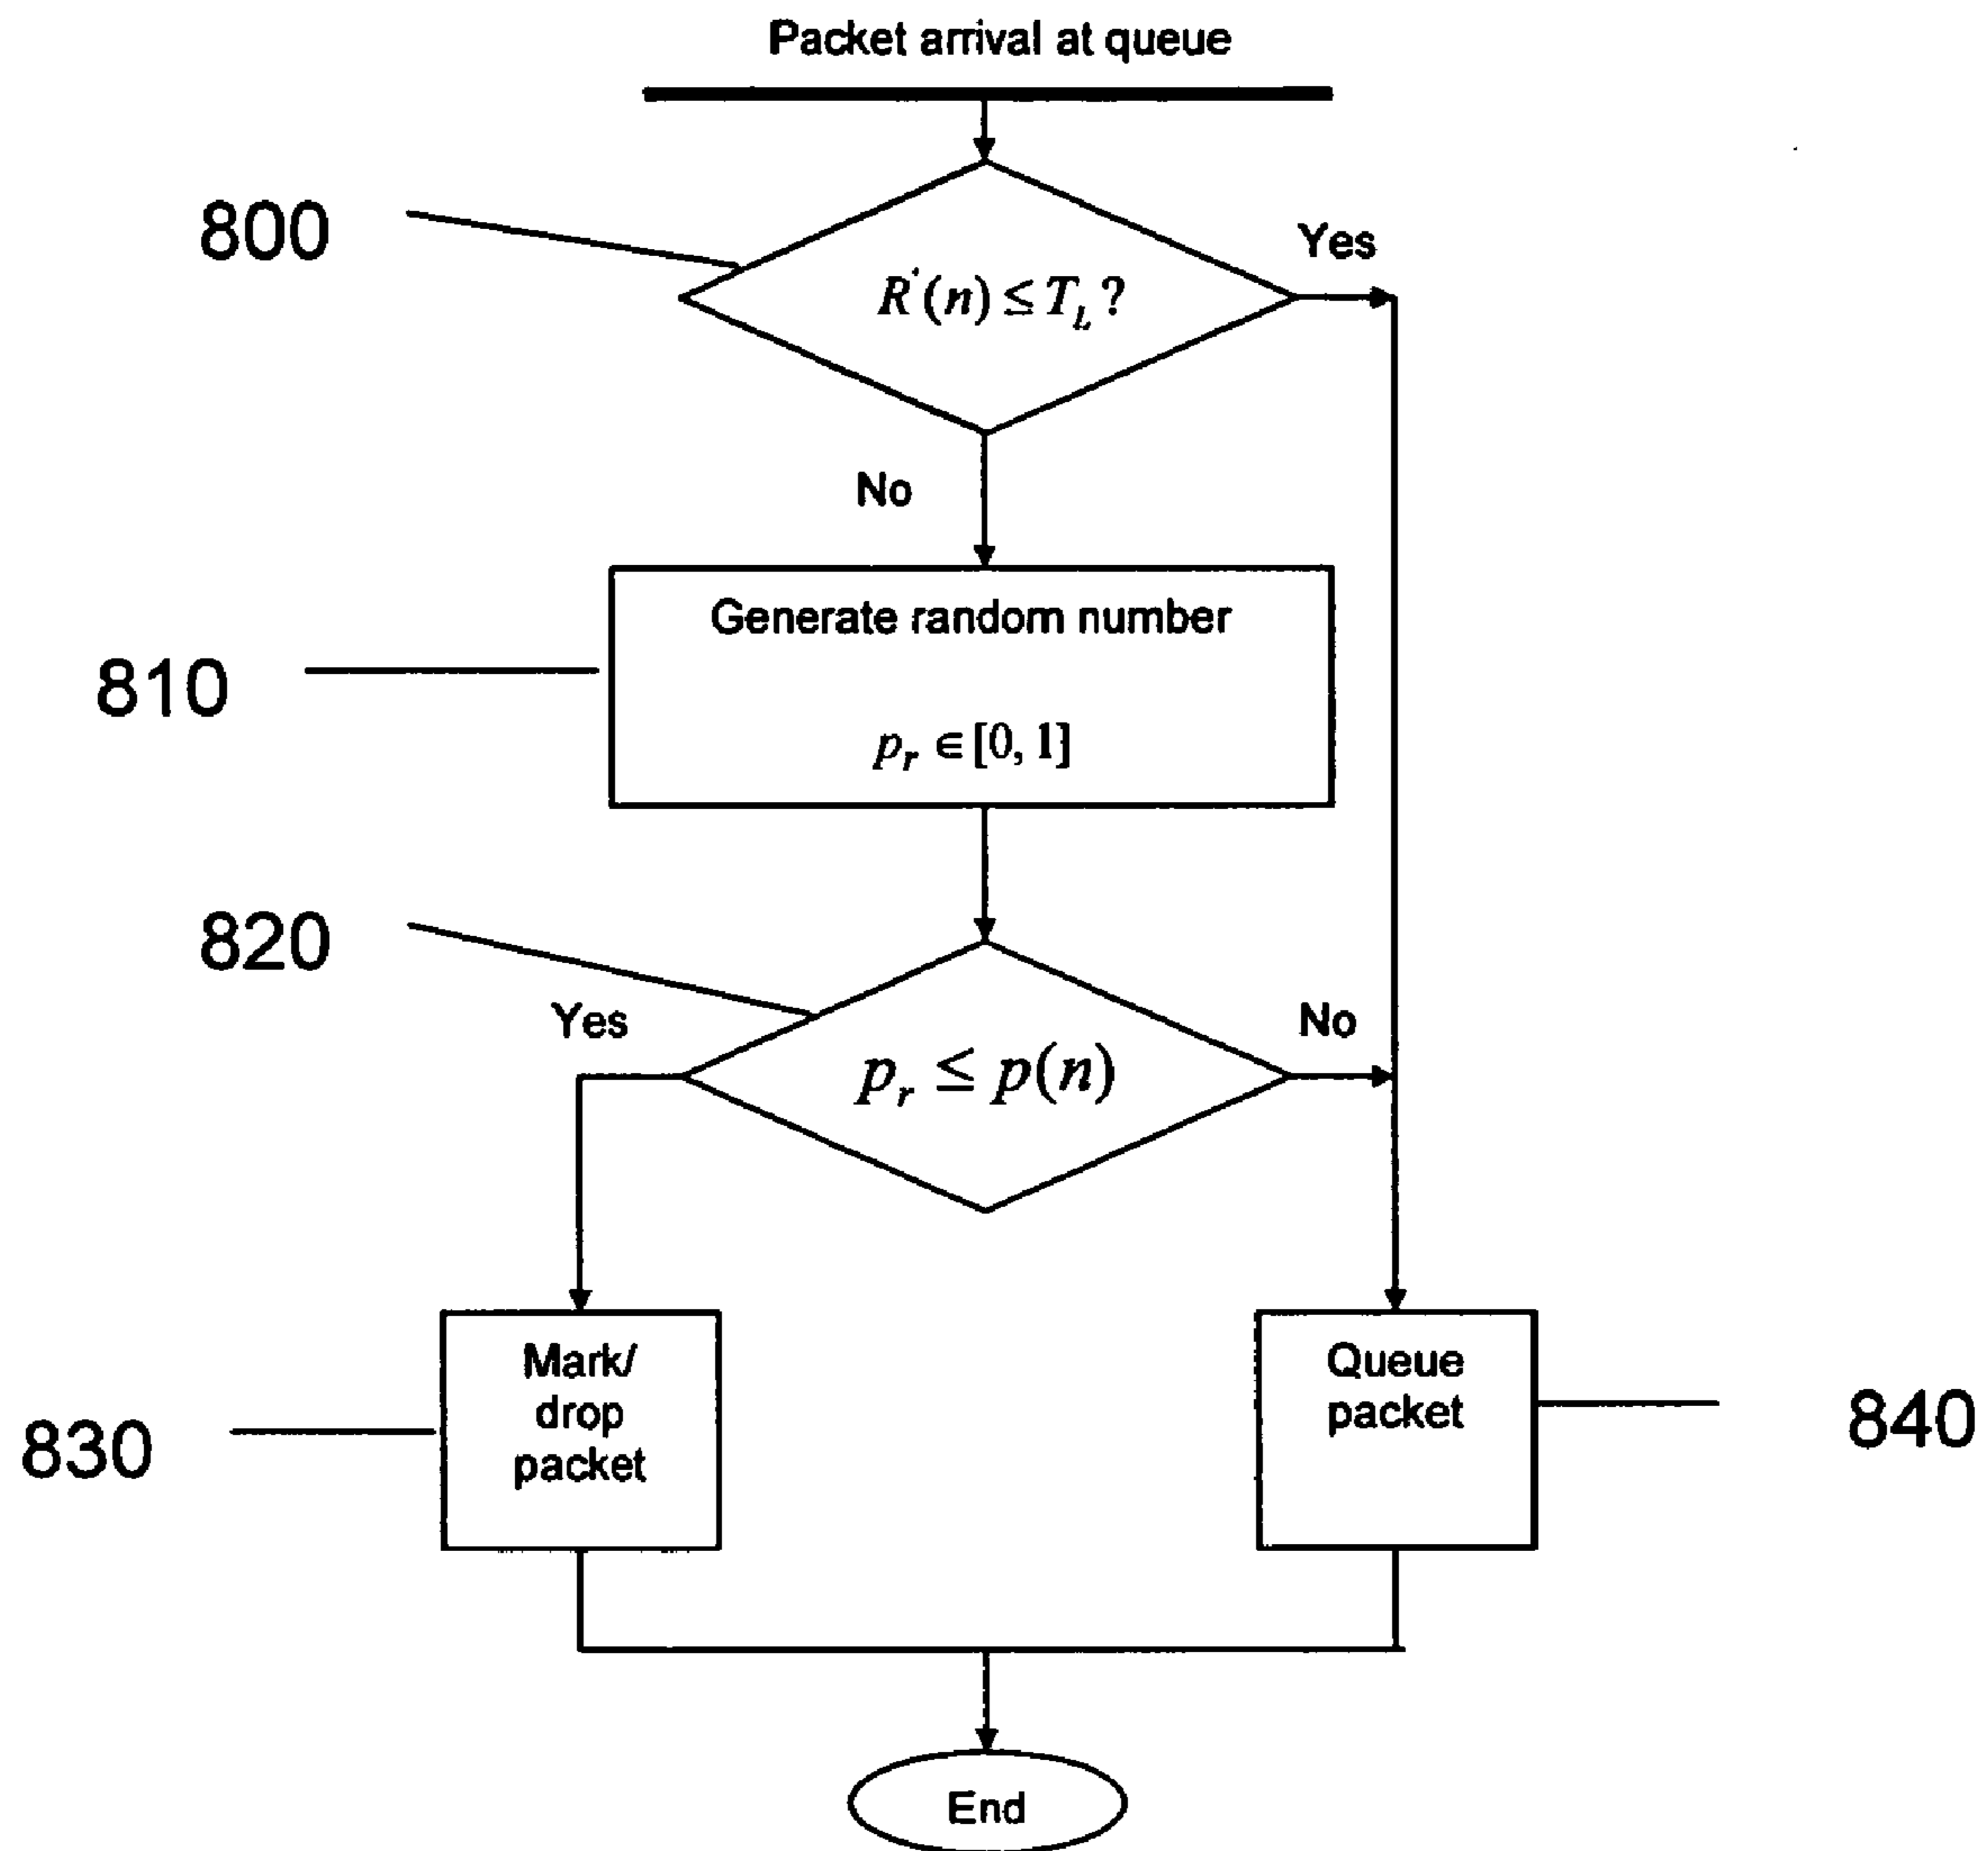 Packet arrival at queue
800
Yes
R'(n) ≤ T_L ?
No
Generate random number
810
p_r ∈ [0, 1]
820
Yes
No
p_r ≤ p(n)
Mark/
drop
packet
Queue
packet
830
840
End